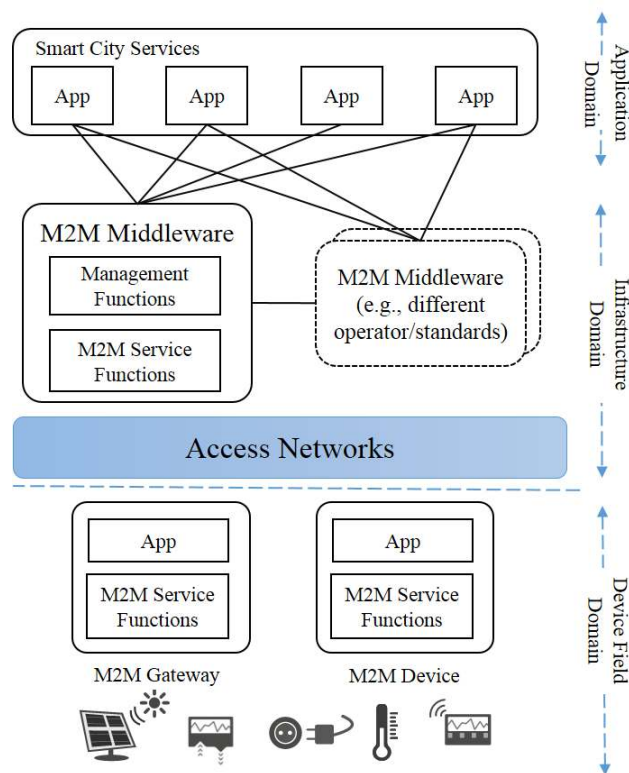 Smart City Services
App
App
App
App
Application
Domain
M2M Middleware
Management
Functions
M2M Service
Functions
M2M Middleware
(e.g., different
operator/standards)
Infrastructure
Domain
Access Networks
App
M2M Service
Functions
M2M Gateway
App
M2M Service
Functions
M2M Device
Device Field
Domain